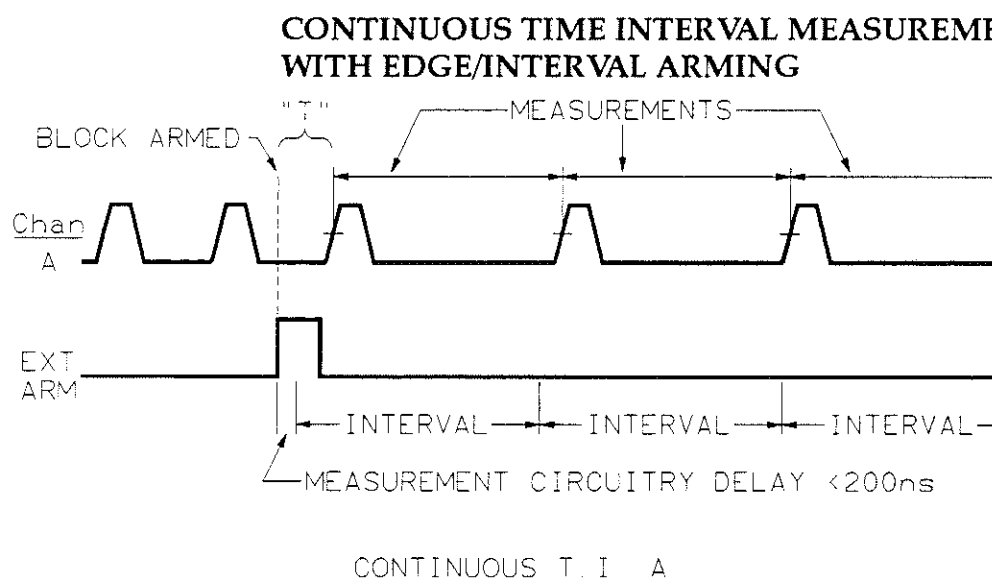 CONTINUOUS TIME INTERVAL MEASUREME
WITH EDGE/INTERVAL ARMING
"T"
MEASUREMENTS
BLOCK ARMED
Chan
A
EXT
ARM
INTERVAL INTERVAL INTERVAL
MEASUREMENT CIRCUITRY DELAY <200ns
CONTINUOUS T.I A